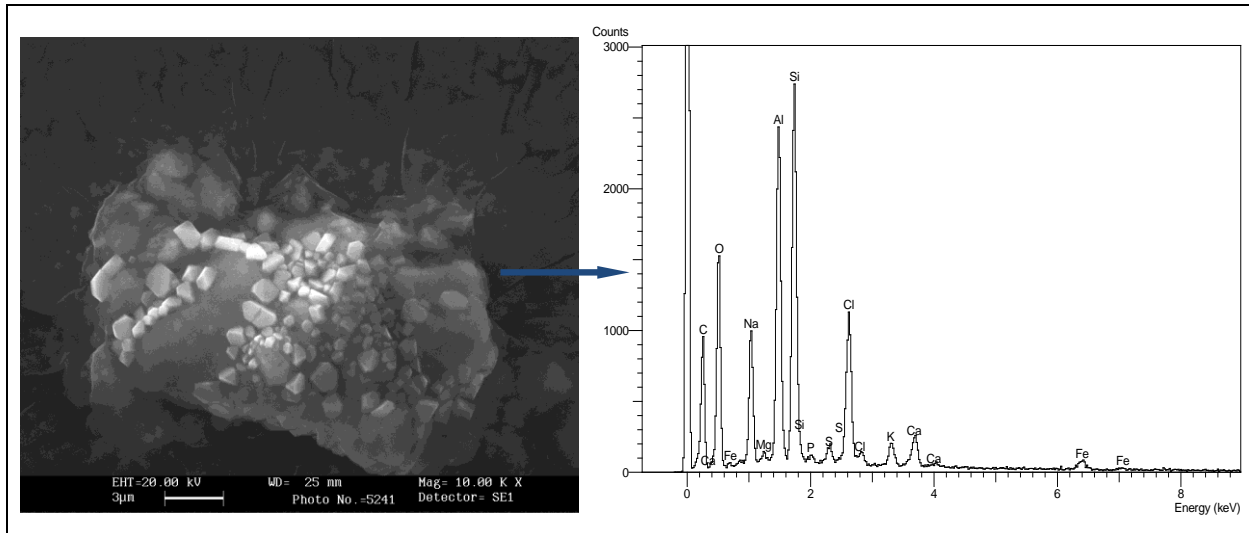 EHT=20.00 kV WD= 25 mm Mag= 10.00 K X
3µm Photo No.=5241 Detector= SE1
Counts
3000
2000
1000
0
Si
Al
O
Cl
Na
C
Si
S
S
Cl
K
Ca
Mg
P
Ca
Fe
Ca
Fe
Fe
0 2 4 6 8
Energy (keV)